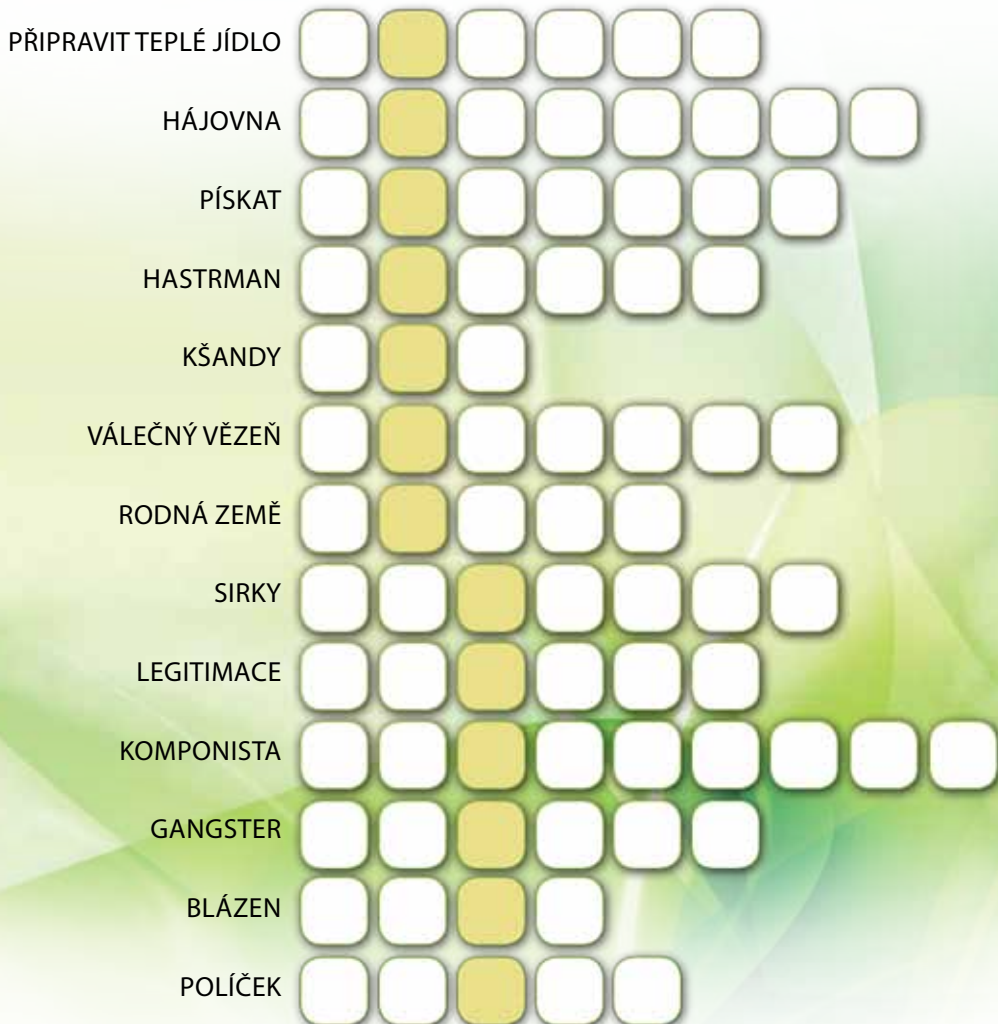 PŘIPRAVIT TEPLÉ JÍDLO
HÁJOVNA
PÍSKAT
HASTRMAN
KŠANDY
VÁLEČNÝ VĚZEŇ
RODNÁ ZEMĚ
SIRKY
LEGITIMACE
KOMPONISTA
GANGSTER
BLÁZEN
POLÍČEK